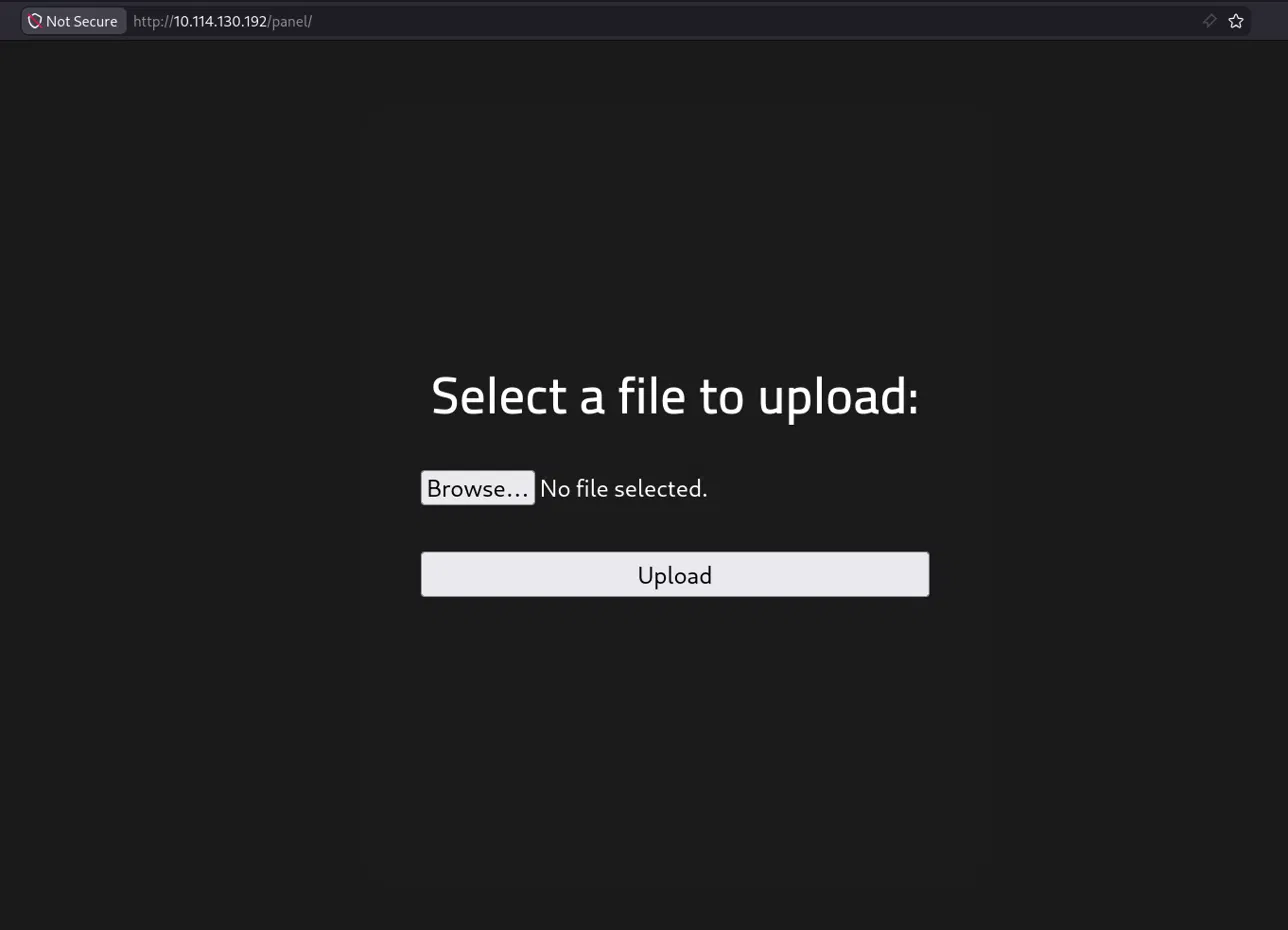 Not Secure http://10.114.130.192/panel/
Select a file to upload:
Browse... No file selected.
Upload